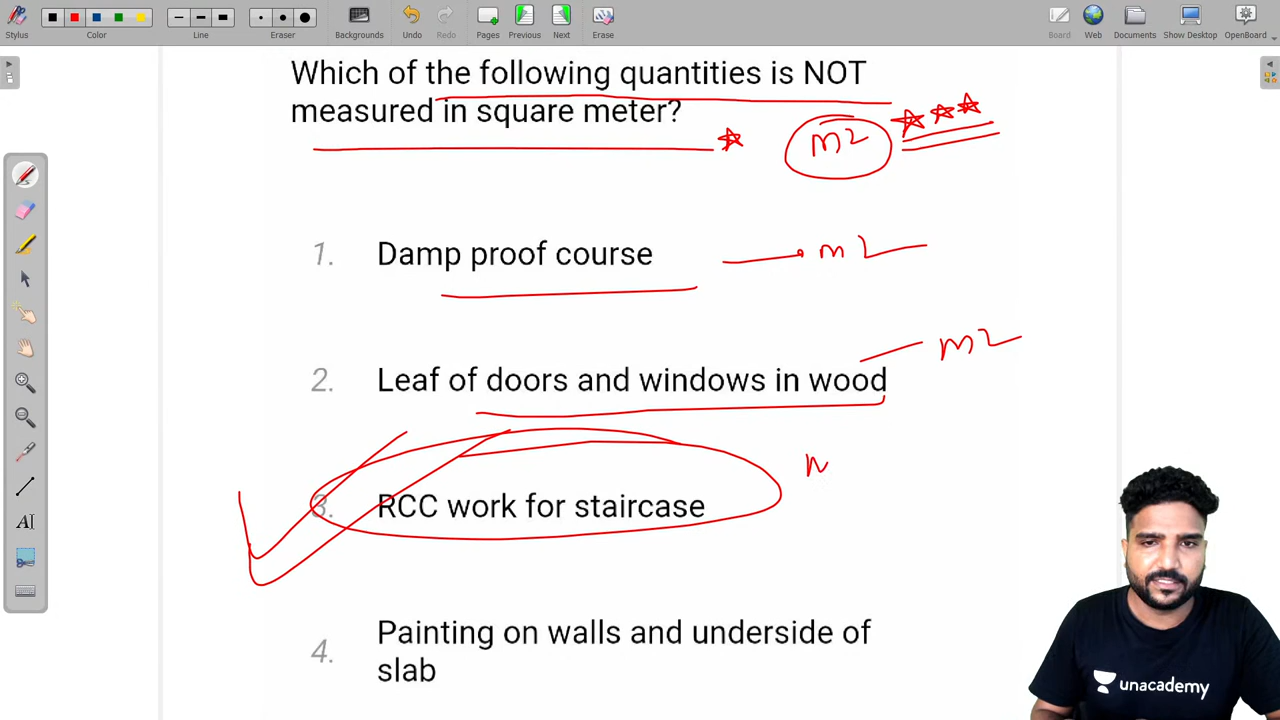 Stylus
Color
Line
Eraser
Backgrounds
Undo
Redo
Pages
Previous
Next
Erase
Board
Web
Documents
Show Desktop
OpenBoard
Which of the following quantities is NOT
measured in square meter?
m2
1. Damp proof course
m2
2. Leaf of doors and windows in wood
m2
3. RCC work for staircase
4. Painting on walls and underside of
slab
AI
unacademy